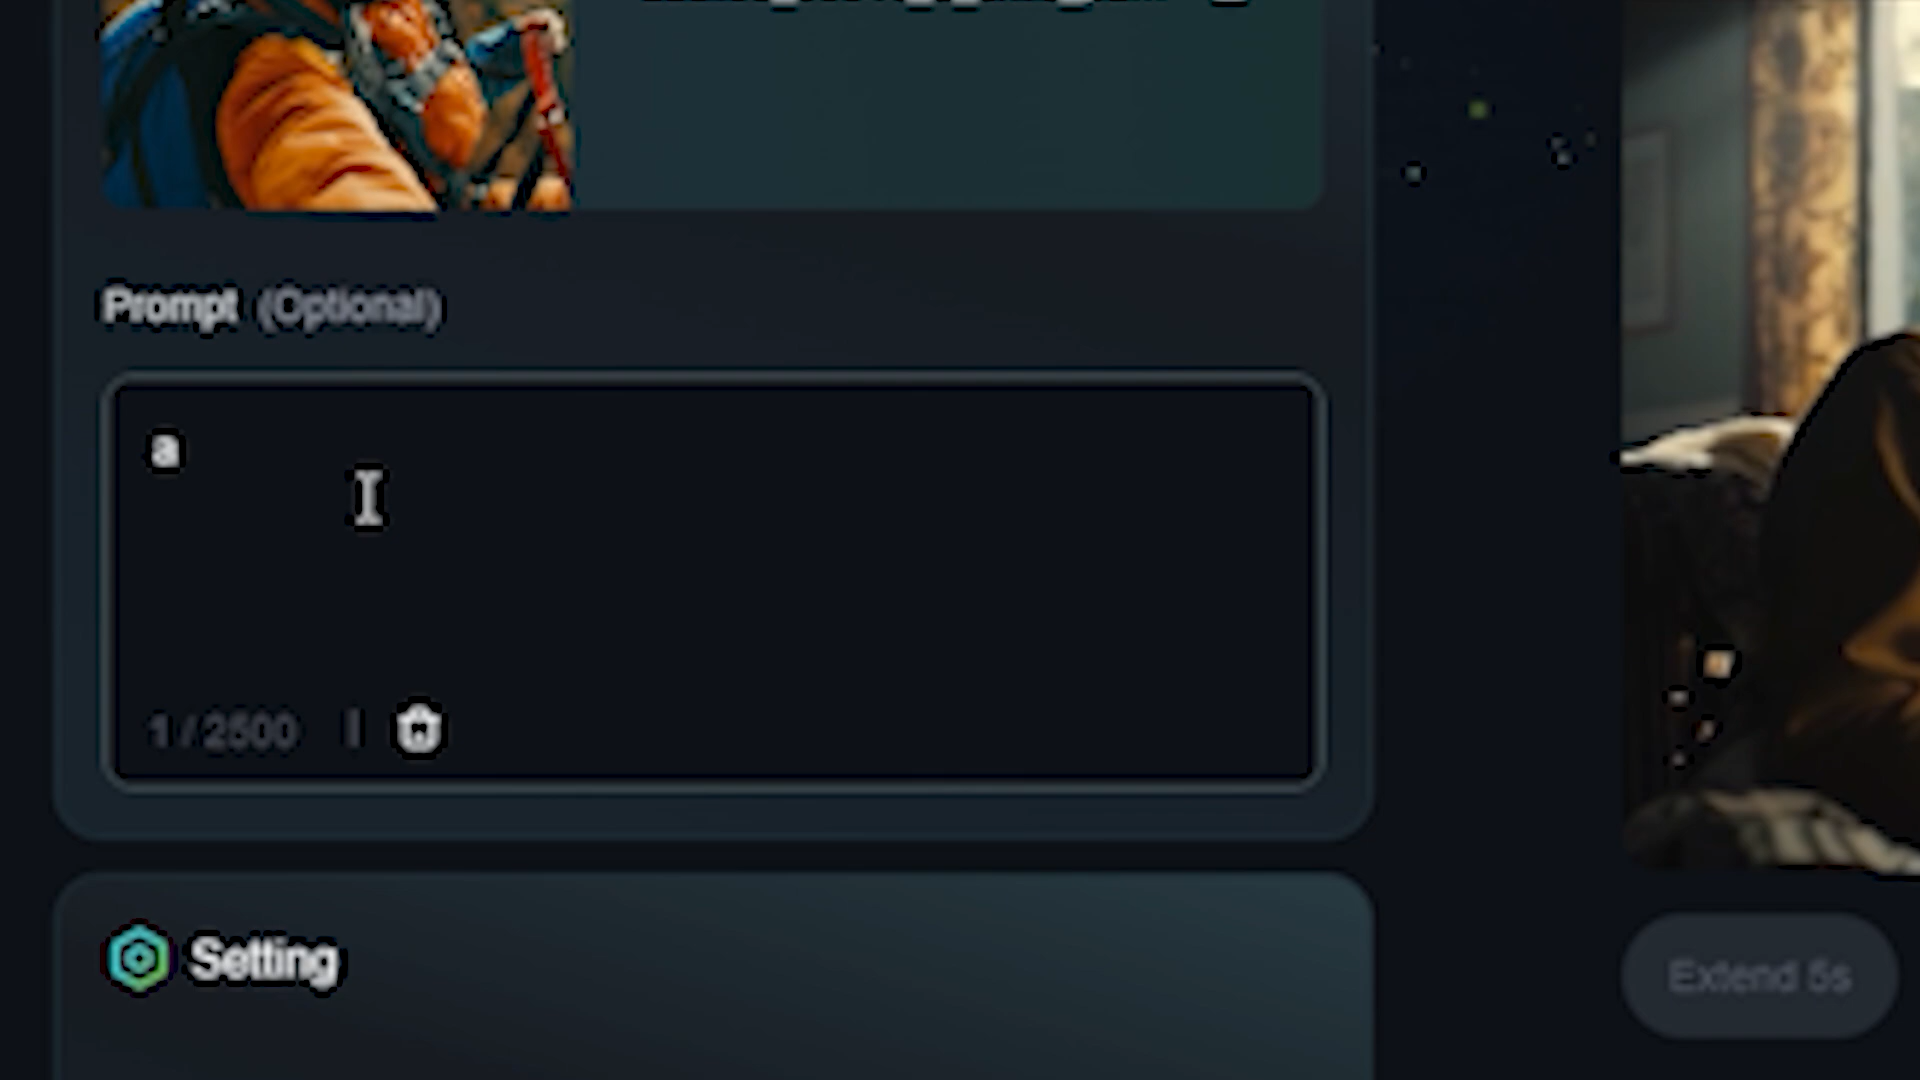 Prompt (Optional)
a
1 / 2500
Setting
Extend 5s